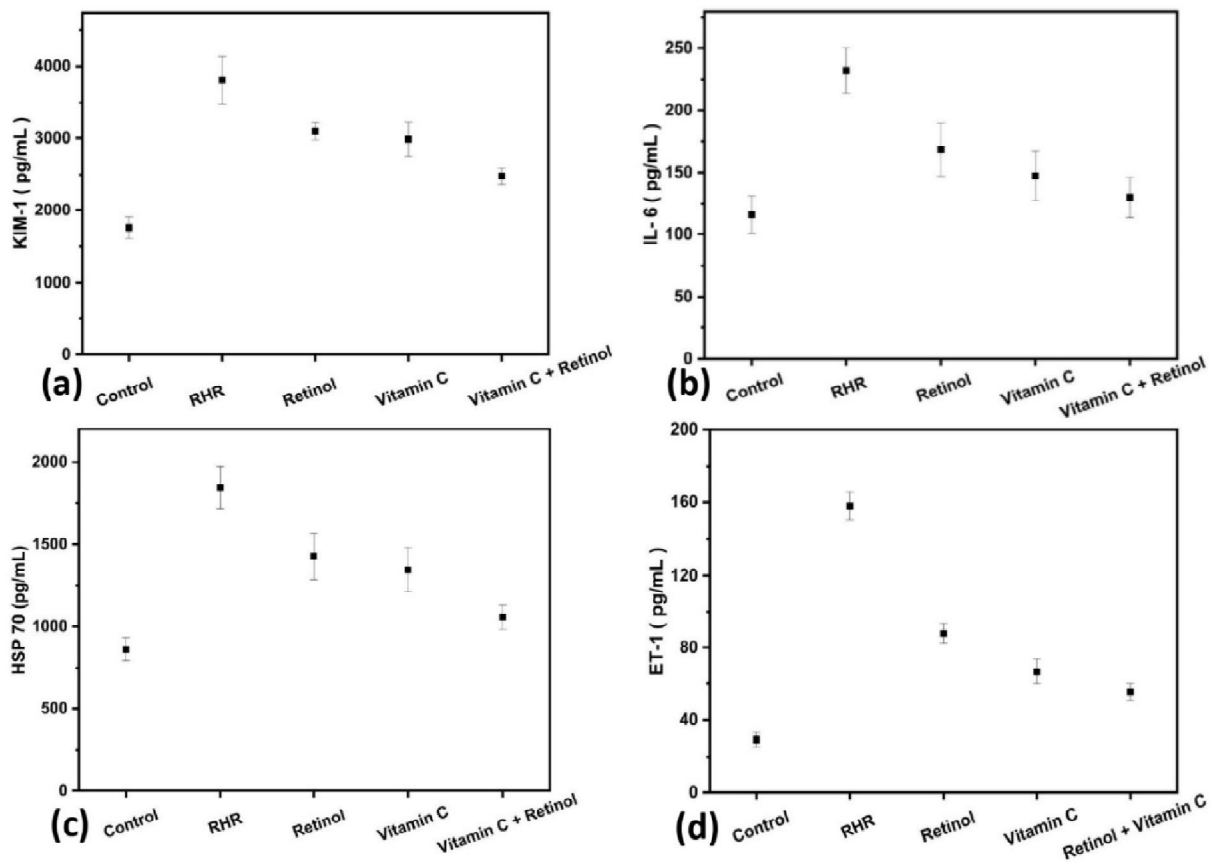 KIM-1 ( pg/mL )
4000
3000
2000
1000
0
(a)
Control
RHR
Retinol
Vitamin C
Vitamin C + Retinol
IL- 6 ( pg/mL )
250
200
150
100
50
0
(b)
Control
RHR
Retinol
Vitamin C
Vitamin C + Retinol
HSP 70 (pg/mL)
2000
1500
1000
500
0
(c)
Control
RHR
Retinol
Vitamin C
Vitamin C + Retinol
ET-1 ( pg/mL )
200
160
120
80
40
0
(d)
Control
RHR
Retinol
Vitamin C
Retinol + Vitamin C